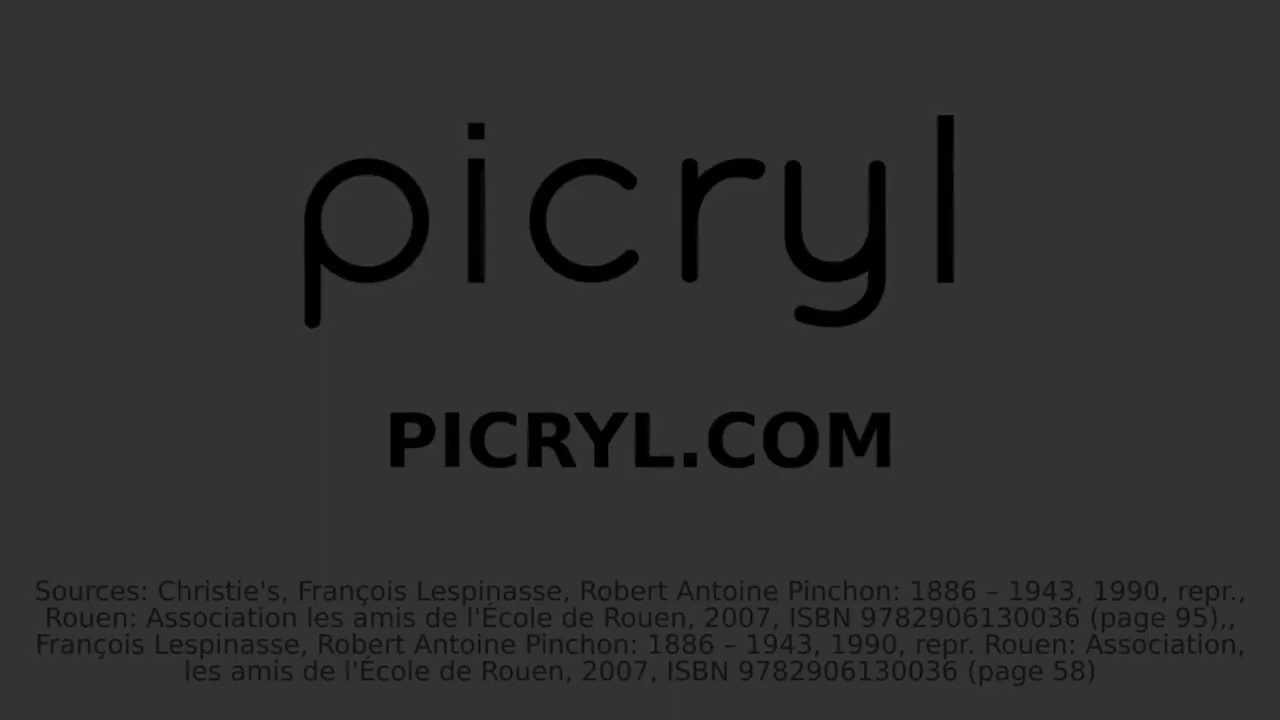 picryl
PICRYL.COM
Sources: Christie's, François Lespinasse, Robert Antoine Pinchon: 1886 – 1943, 1990, repr.,
Rouen: Association les amis de l'École de Rouen, 2007, ISBN 9782906130036 (page 95),,
François Lespinasse, Robert Antoine Pinchon: 1886 – 1943, 1990, repr. Rouen: Association,
les amis de l'École de Rouen, 2007, ISBN 9782906130036 (page 58)